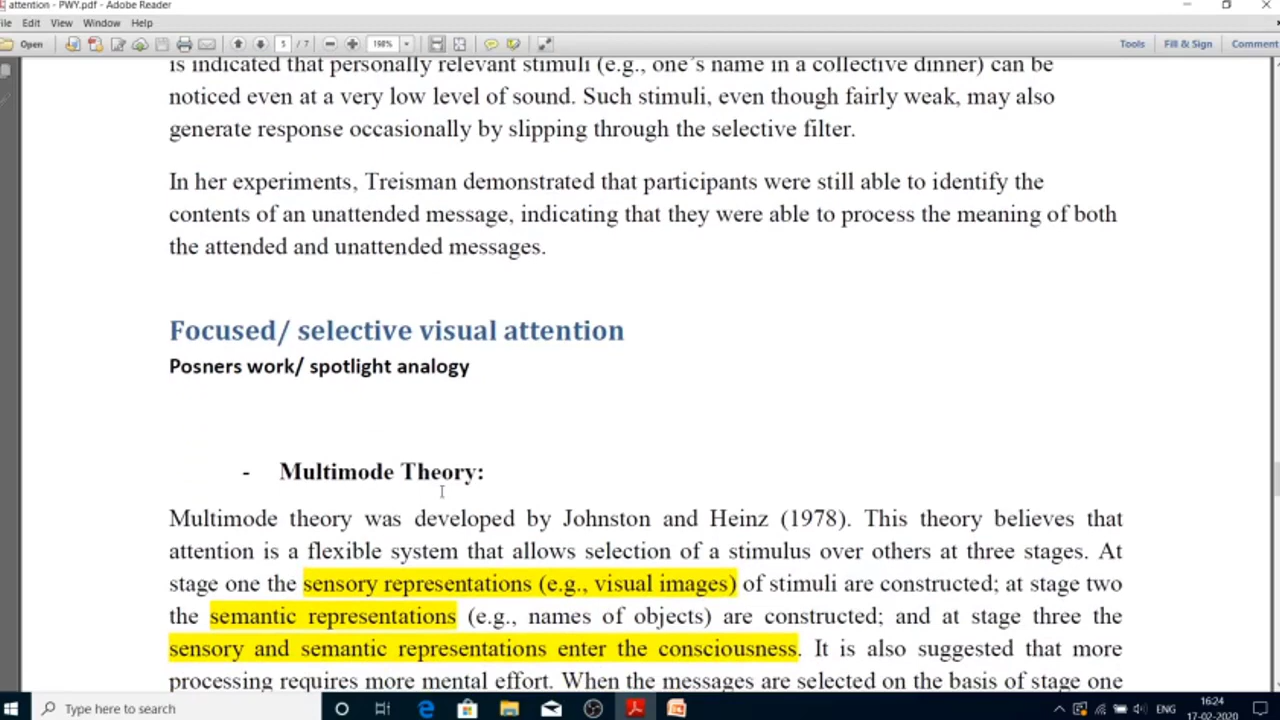 attention - PWY.pdf - Adobe Reader
File Edit View Window Help
Open 5 / 7 198% Tools Fill & Sign Comment
is indicated that personally relevant stimuli (e.g., one's name in a collective dinner) can be
noticed even at a very low level of sound. Such stimuli, even though fairly weak, may also
generate response occasionally by slipping through the selective filter.
In her experiments, Treisman demonstrated that participants were still able to identify the
contents of an unattended message, indicating that they were able to process the meaning of both
the attended and unattended messages.
Focused/ selective visual attention
Posners work/ spotlight analogy
- Multimode Theory:
Multimode theory was developed by Johnston and Heinz (1978). This theory believes that
attention is a flexible system that allows selection of a stimulus over others at three stages. At
stage one the sensory representations (e.g., visual images) of stimuli are constructed; at stage two
the semantic representations (e.g., names of objects) are constructed; and at stage three the
sensory and semantic representations enter the consciousness. It is also suggested that more
processing requires more mental effort. When the messages are selected on the basis of stage one
Type here to search
ENG
16:24
17-02-2020